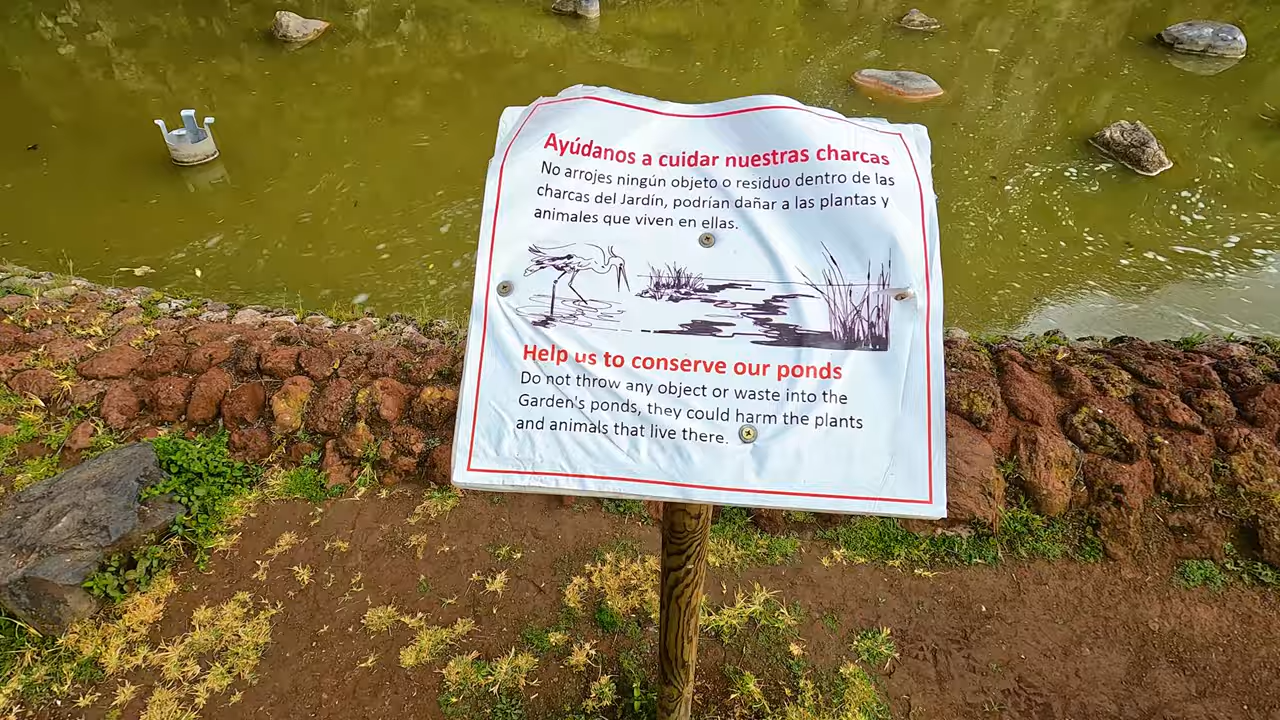 Ayúdanos a cuidar nuestras charcas
No arrojes ningún objeto o residuo dentro de las
charcas del Jardín, podrían dañar a las plantas y
animales que viven en ellas.
Help us to conserve our ponds
Do not throw any object or waste into the
Garden's ponds, they could harm the plants
and animals that live there.